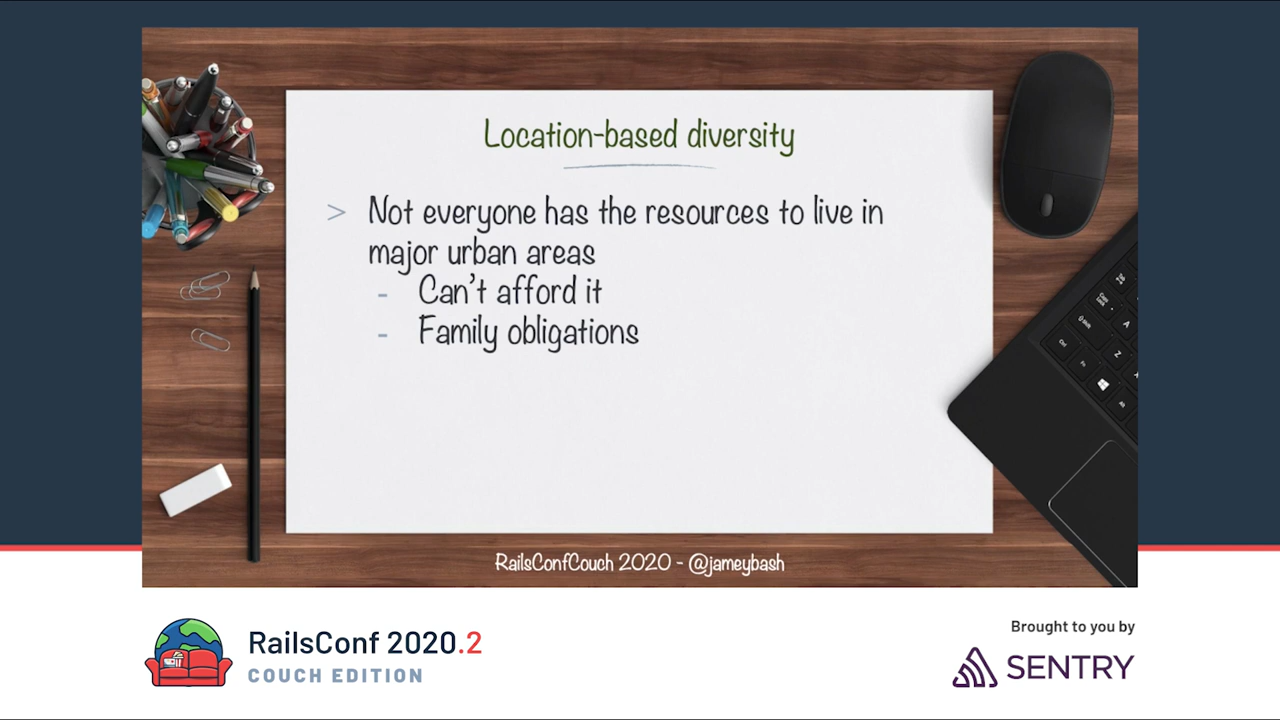 Location-based diversity
> Not everyone has the resources to live in
major urban areas
- Can't afford it
- Family obligations
RailsConfCouch 2020 - @jameybash
RailsConf 2020.2
COUCH EDITION
Brought to you by
SENTRY